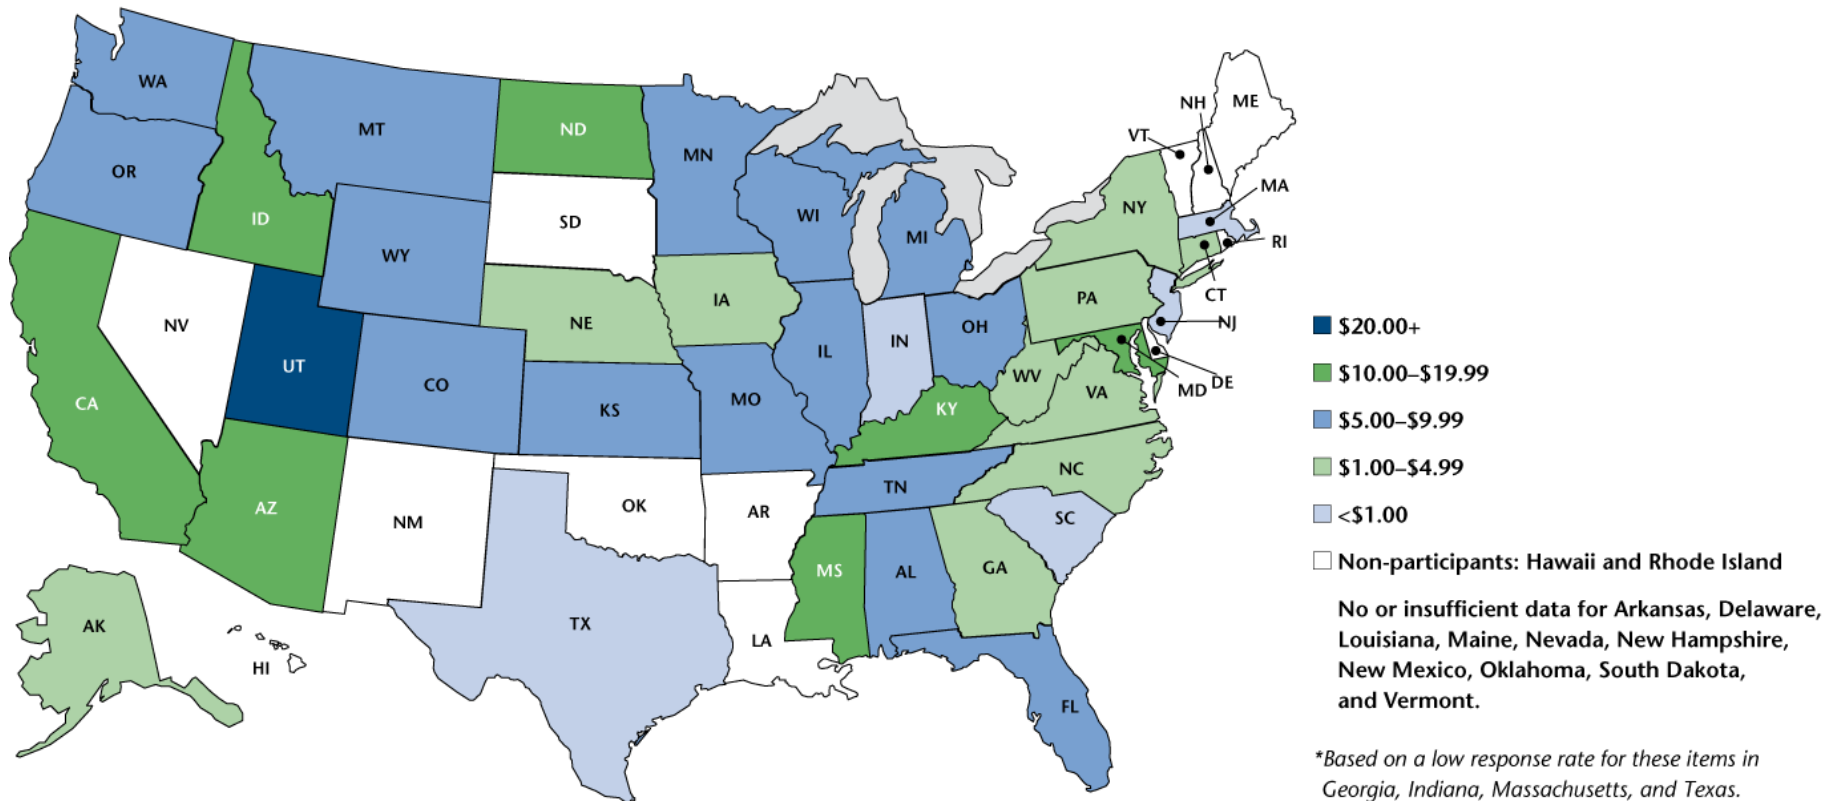 WA
OR
ID
MT
ND
MN
SD
WY
WI
MI
NV
UT
CA
CO
NE
IA
KS
MO
IL
IN
OH
KY
WV
VA
PA
NY
VT
NH
ME
MA
RI
CT
NJ
DE
MD
AZ
NM
OK
AR
TN
NC
SC
MS
AL
GA
TX
LA
FL
AK
HI
$20.00+
$10.00–$19.99
$5.00–$9.99
$1.00–$4.99
<$1.00
Non-participants: Hawaii and Rhode Island
No or insufficient data for Arkansas, Delaware,
Louisiana, Maine, Nevada, New Hampshire,
New Mexico, Oklahoma, South Dakota,
and Vermont.
*Based on a low response rate for these items in
Georgia, Indiana, Massachusetts, and Texas.